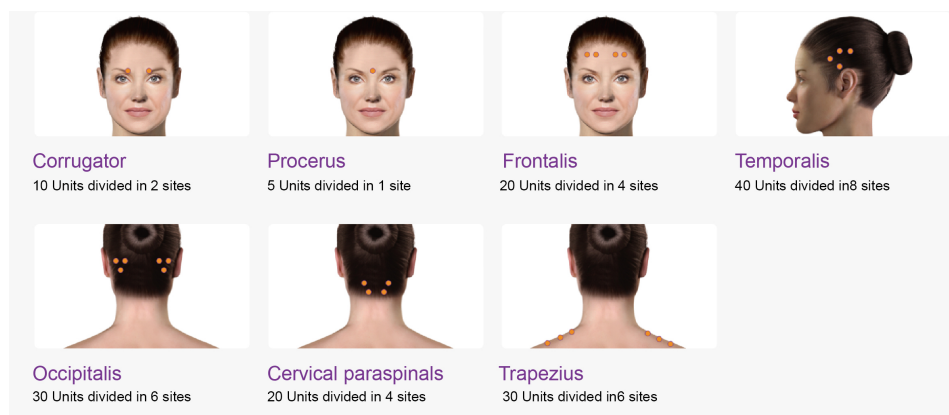 Corrugator
10 Units divided in 2 sites
Procerus
5 Units divided in 1 site
Frontalis
20 Units divided in 4 sites
Temporalis
40 Units divided in8 sites
Occipitalis
30 Units divided in 6 sites
Cervical paraspinals
20 Units divided in 4 sites
Trapezius
30 Units divided in6 sites